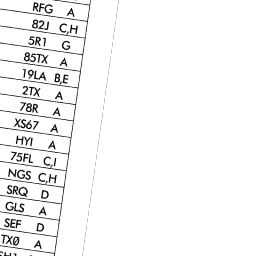 RFG A
82J C,H
5R1 G
85TX A
19LA B,E
2TX A
78R A
XS67 A
HYI A
75FL C,I
NGS C,H
SRQ D
GLS A
SEF D
TXØ A